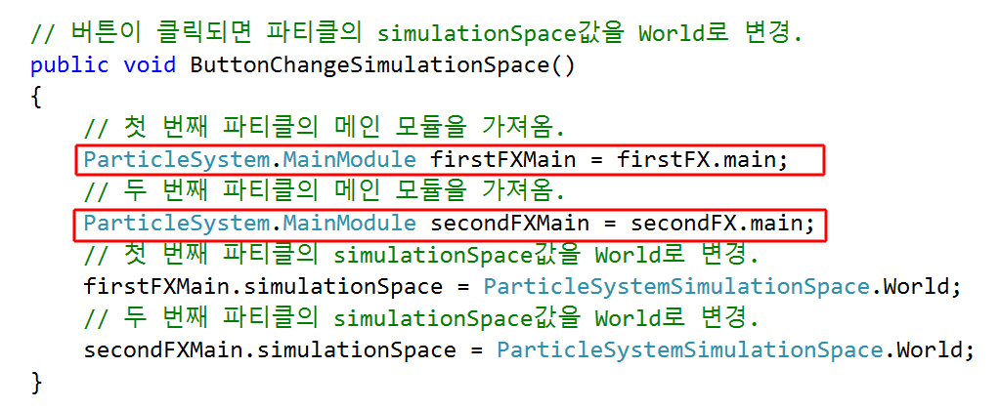 // 버튼이 클릭되면 파티클의 simulationSpace값을 World로 변경.
public void ButtonChangeSimulationSpace()
{
// 첫 번째 파티클의 메인 모듈을 가져옴.
ParticleSystem.MainModule firstFXMain = firstFX.main;
// 두 번째 파티클의 메인 모듈을 가져옴.
ParticleSystem.MainModule secondFXMain = secondFX.main;
// 첫 번째 파티클의 simulationSpace값을 World로 변경.
firstFXMain.simulationSpace = ParticleSystemSimulationSpace.World;
// 두 번째 파티클의 simulationSpace값을 World로 변경.
secondFXMain.simulationSpace = ParticleSystemSimulationSpace.World;
}